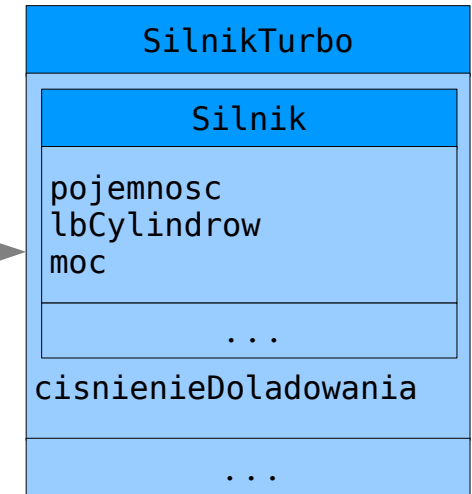 SilnikTurbo
Silnik
pojemnosc
lbCylindrow
moc
...
cisnienieDoladowania
...